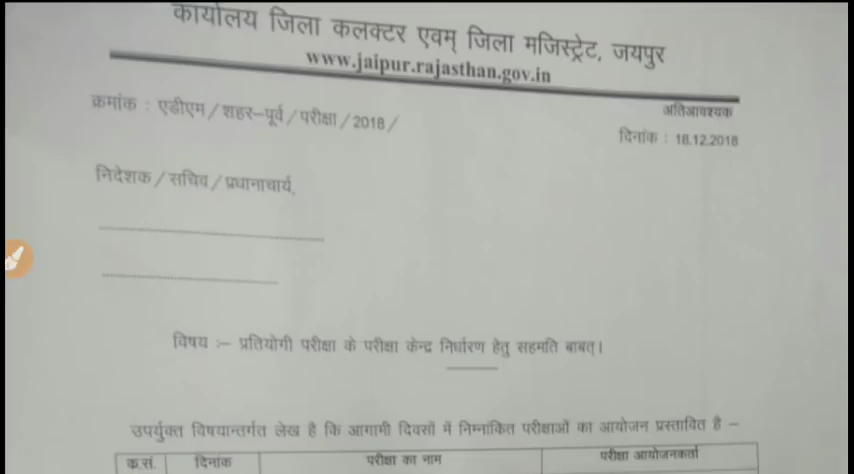 कार्यालय जिला कलक्टर एवम् जिला मजिस्ट्रेट, जयपुर
www.jaipur.rajasthan.gov.in
क्रमांक : एडीएम/शहर-पूर्व/परीक्षा/2018/
अतिआवश्यक
दिनांक : 18.12.2018
निदेशक/सचिव/प्रधानाचार्य,
विषय :- प्रतियोगी परीक्षा के परीक्षा केन्द्र निर्धारण हेतु सहमति बाबत्।
उपर्युक्त विषयान्तर्गत लेख है कि आगामी दिवसों में निम्नांकित परीक्षाओं का आयोजन प्रस्तावित है -
क्र.सं. दिनांक परीक्षा का नाम परीक्षा आयोजनकर्ता